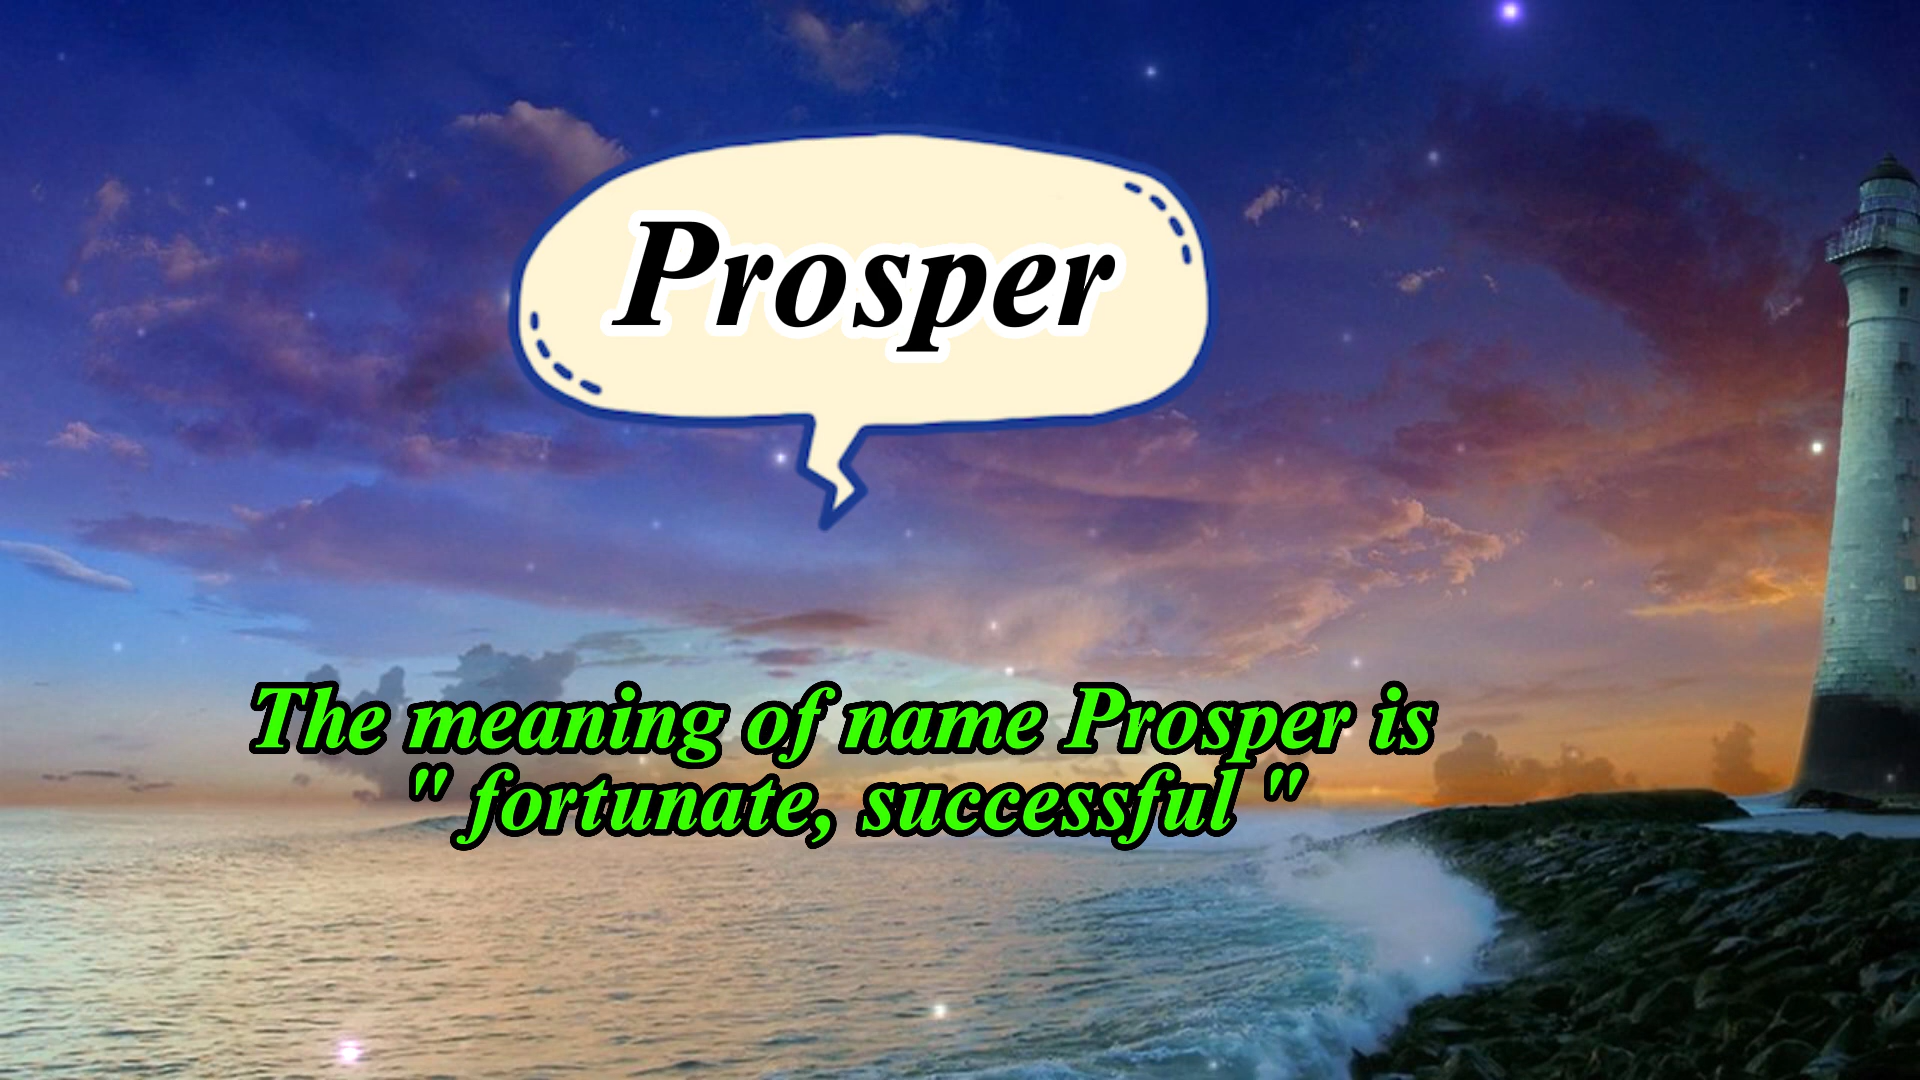 Prosper
The meaning of name Prosper is
" fortunate, successful "